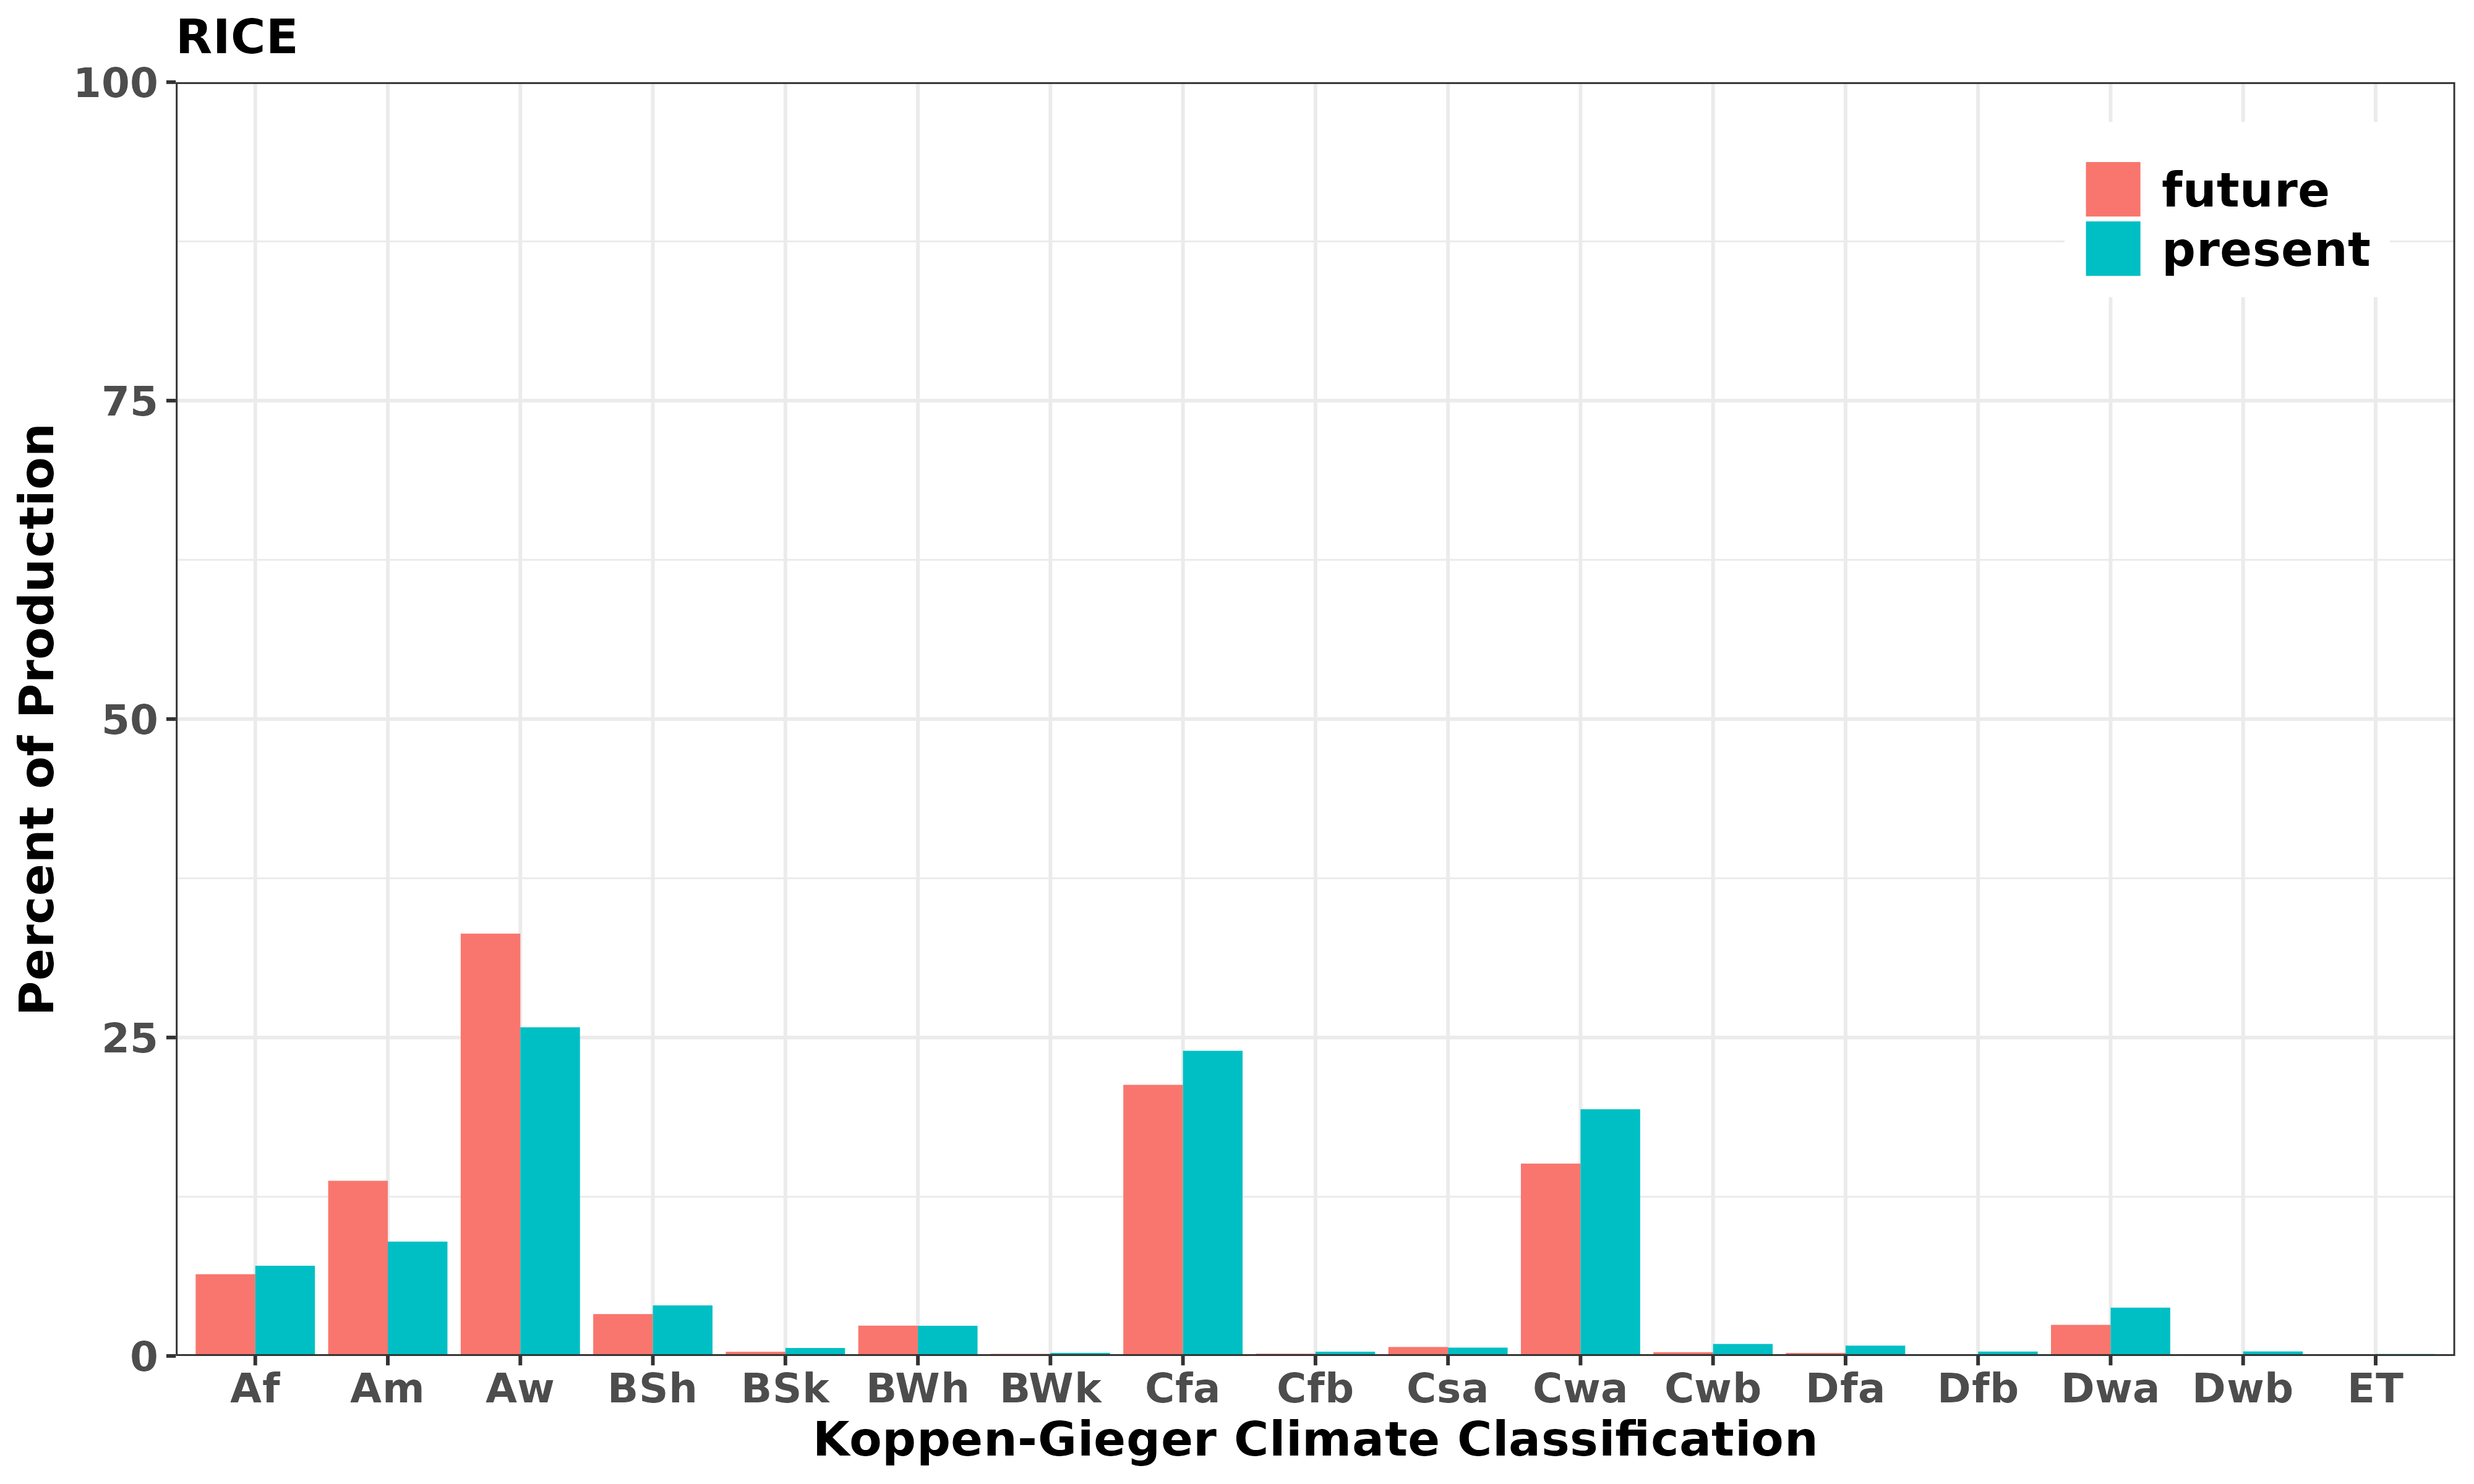 RICE
100
75
50
25
0
Percent of Production
future
present
Af Am Aw BSh BSk BWh BWk Cfa Cfb Csa Cwa Cwb Dfa Dfb Dwa Dwb ET
Koppen-Gieger Climate Classification